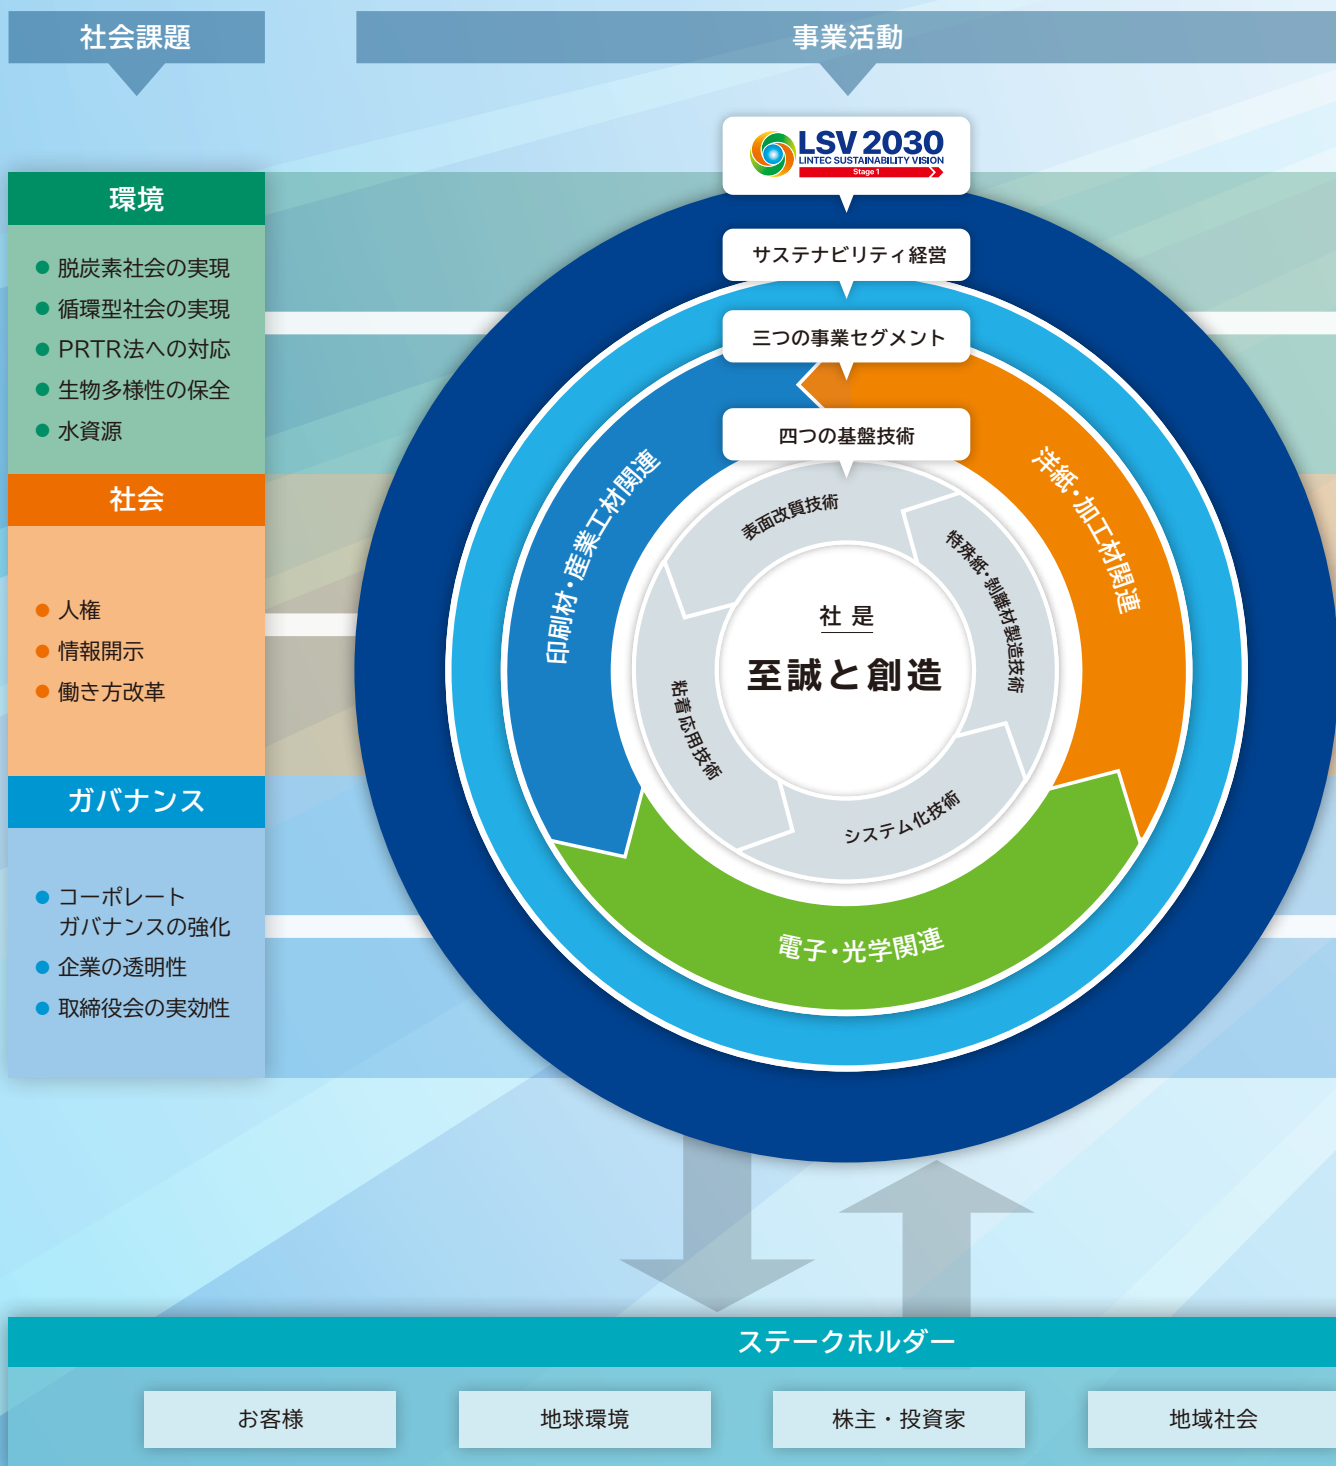 社会課題
事業活動
LSV 2030
LINTEC SUSTAINABILITY VISION
Stage 1
環境
● 脱炭素社会の実現
● 循環型社会の実現
● PRTR法への対応
● 生物多様性の保全
● 水資源
社会
● 人権
● 情報開示
● 働き方改革
ガバナンス
● コーポレート
ガバナンスの強化
● 企業の透明性
● 取締役会の実効性
サステナビリティ経営
三つの事業セグメント
四つの基盤技術
印刷材・産業工材関連
洋紙・加工材関連
電子・光学関連
表面改質技術
特殊紙・剝離材製造技術
システム化技術
粘着応用技術
社是
至誠と創造
ステークホルダー
お客様
地球環境
株主・投資家
地域社会